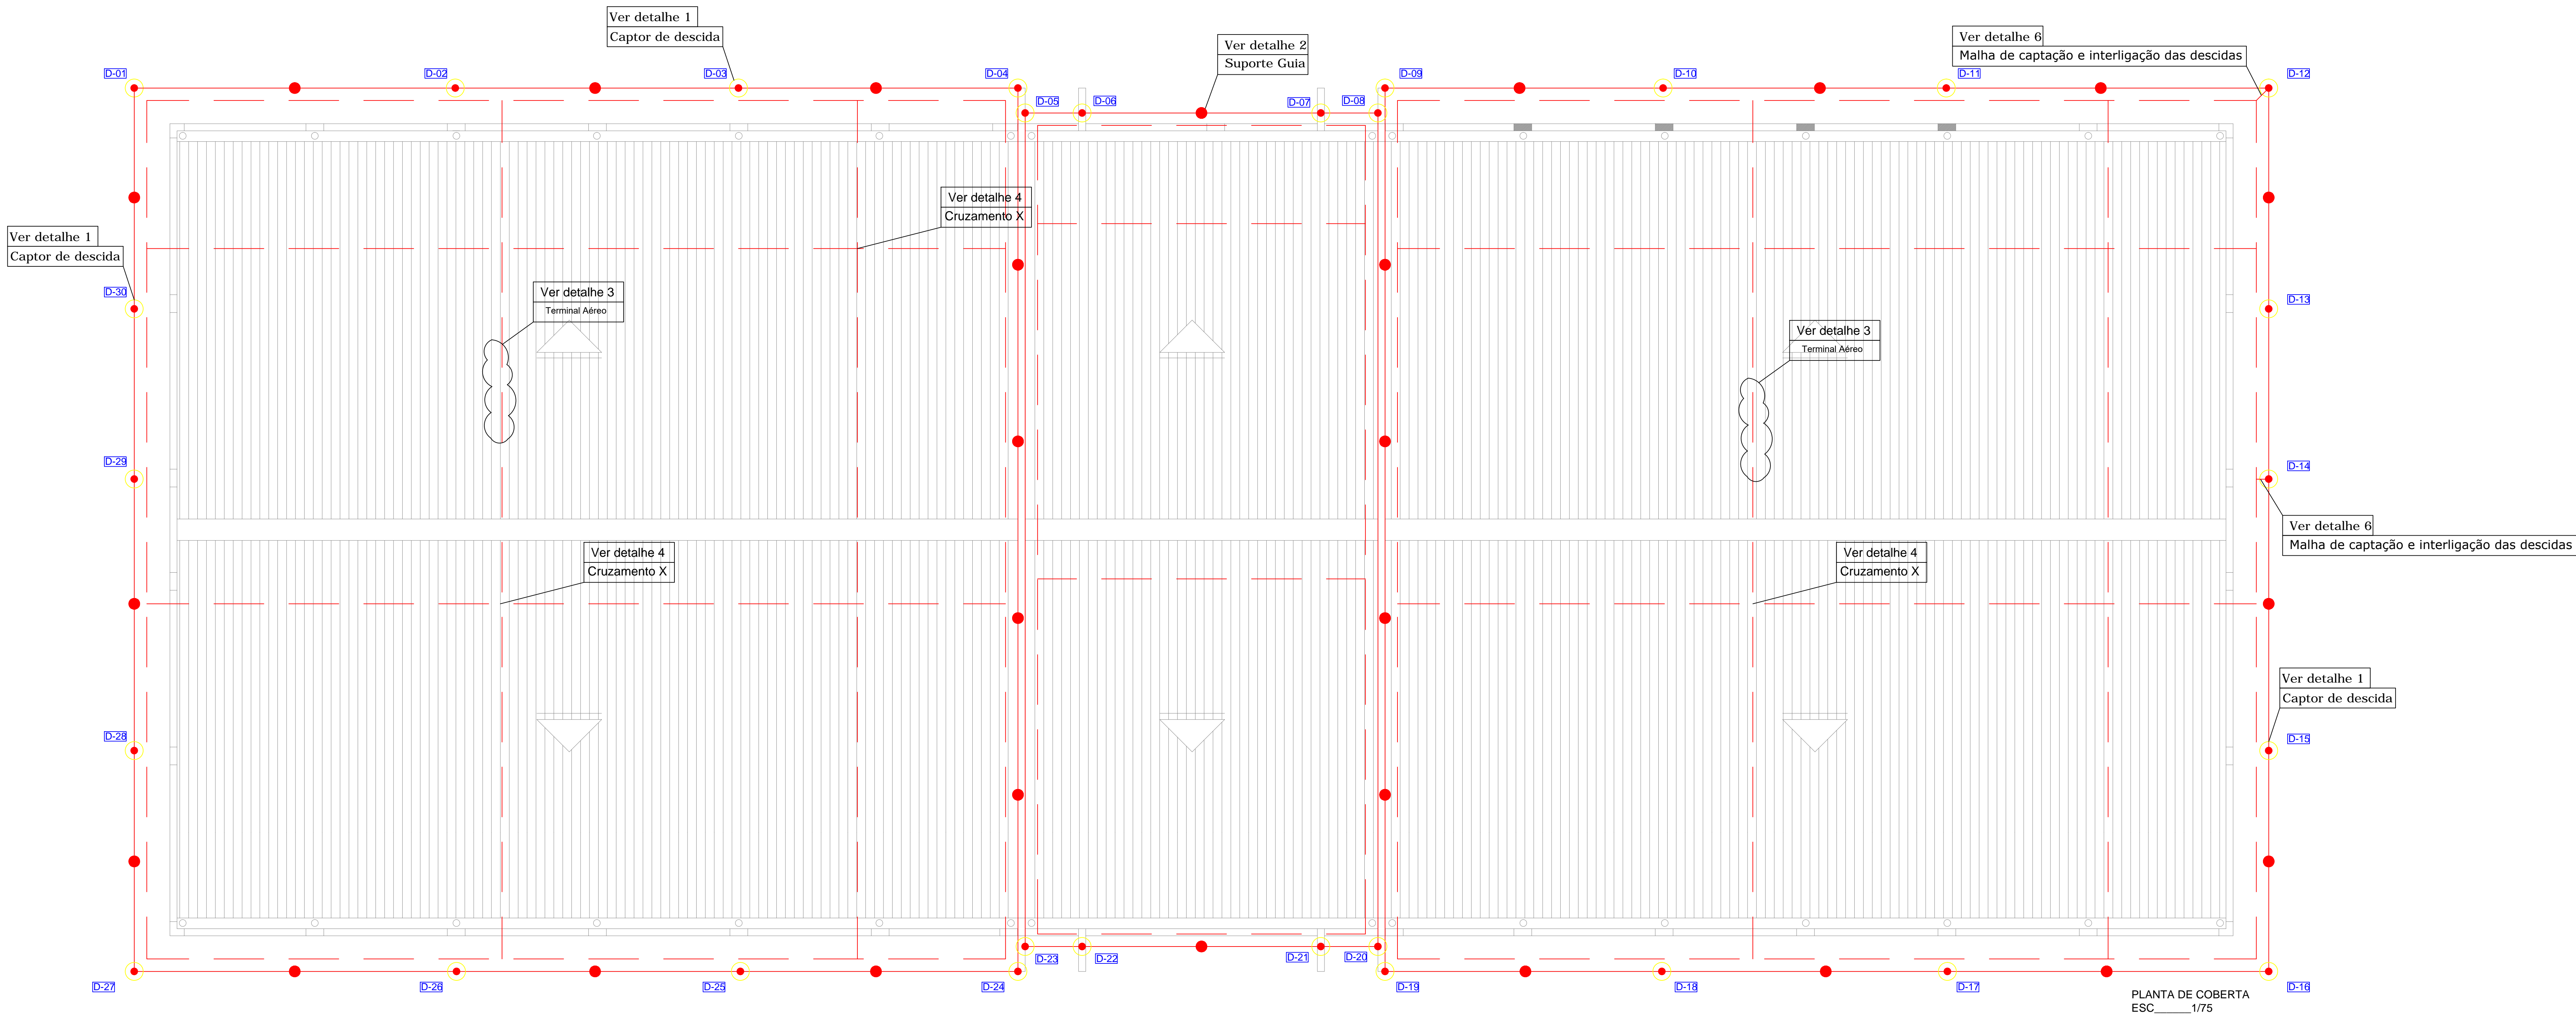 Ver detalhe 1
Captor de descida
Ver detalhe 2
Suporte Guia
Ver detalhe 6
Malha de captação e interligação das descidas
D-01
D-02
D-03
D-04
D-05
D-06
D-07
D-08
D-09
D-10
D-11
D-12
Ver detalhe 4
Cruzamento X
Ver detalhe 1
Captor de descida
D-30
Ver detalhe 3
Terminal Aéreo
D-13
Ver detalhe 3
Terminal Aéreo
D-29
D-14
Ver detalhe 6
Malha de captação e interligação das descidas
Ver detalhe 4
Cruzamento X
Ver detalhe 4
Cruzamento X
Ver detalhe 1
Captor de descida
D-28
D-15
D-27
D-26
D-25
D-24
D-23
D-22
D-21
D-20
D-19
D-18
D-17
D-16
PLANTA DE COBERTA
ESC______1/75